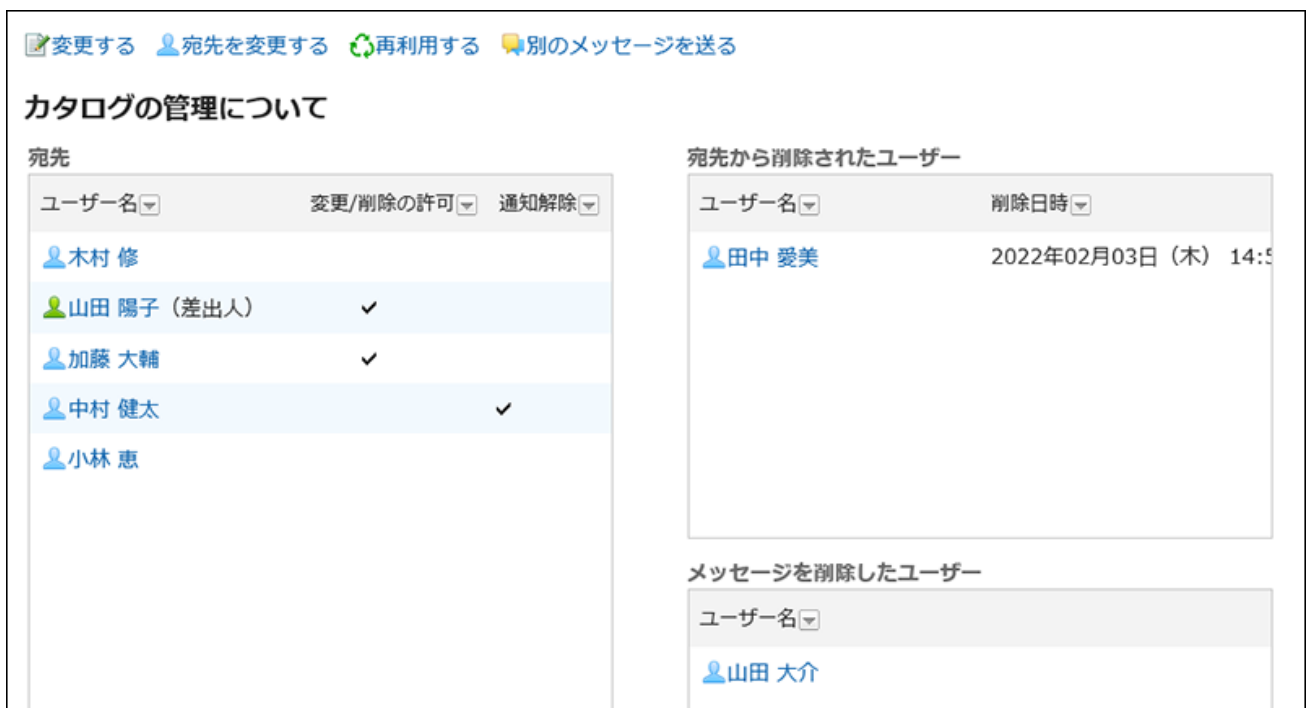 変更する 宛先を変更する 再利用する 別のメッセージを送る
カタログの管理について
宛先
ユーザー名 変更/削除の許可 通知解除
木村 修
山田 陽子（差出人）
加藤 大輔
中村 健太
小林 恵
宛先から削除されたユーザー
ユーザー名 削除日時
田中 愛美 2022年02月03日（木） 14:
メッセージを削除したユーザー
ユーザー名
山田 大介